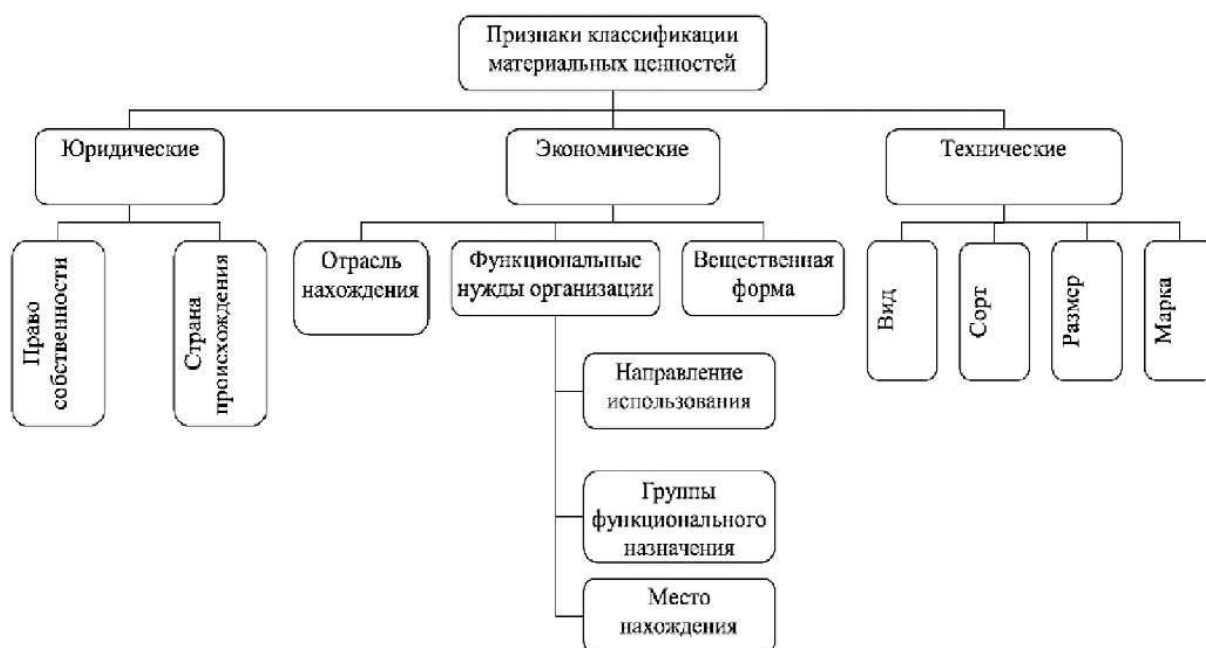 Признаки классификации
материальных ценностей
Юридические
Экономические
Технические
Право
собственности
Страна
происхождения
Отрасль
нахождения
Функциональные
нужды организации
Вещественная
форма
Вид
Сорт
Размер
Марка
Направление
использования
Группы
функционального
назначения
Место
нахождения